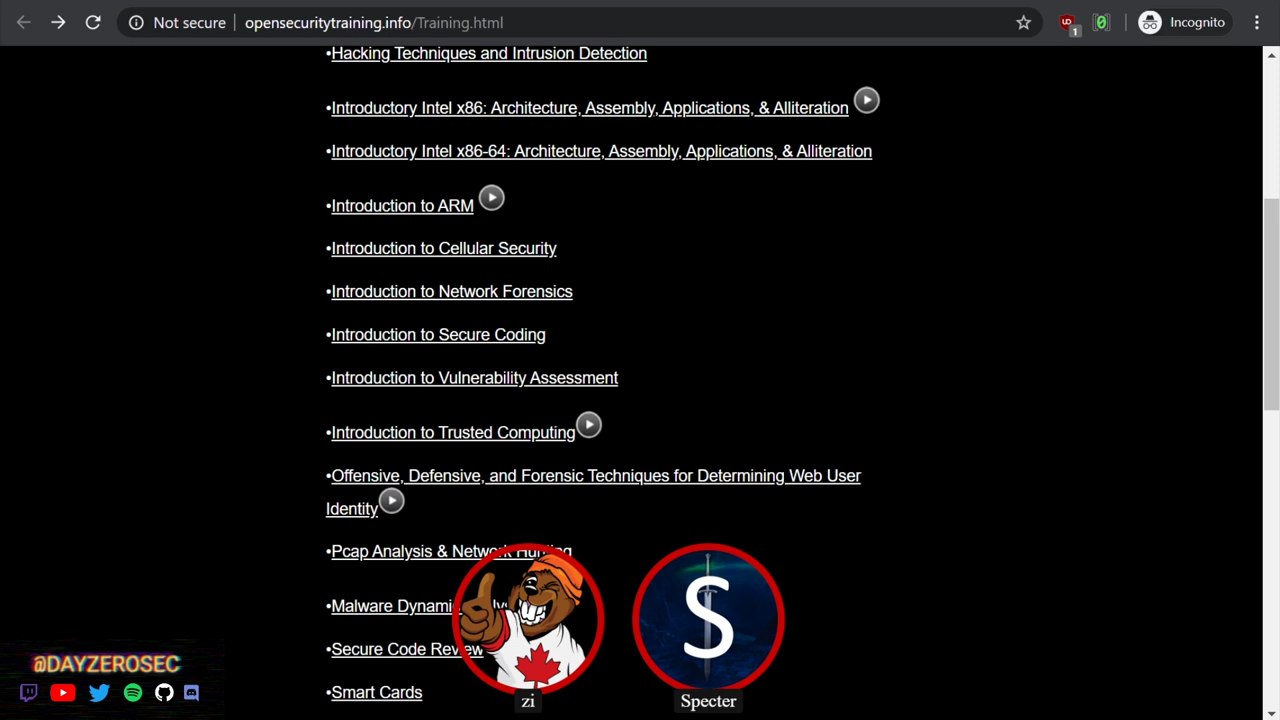 Not secure
opensecuritytraining.info/Training.html
1
Incognito
•Hacking Techniques and Intrusion Detection
•Introductory Intel x86: Architecture, Assembly, Applications, & Alliteration
•Introductory Intel x86-64: Architecture, Assembly, Applications, & Alliteration
•Introduction to ARM
•Introduction to Cellular Security
•Introduction to Network Forensics
•Introduction to Secure Coding
•Introduction to Vulnerability Assessment
•Introduction to Trusted Computing
•Offensive, Defensive, and Forensic Techniques for Determining Web User
Identity
•Pcap Analysis & Network Hunting
•Malware
•Secure Code Review
•Smart Cards
S
@DAYZEROSEC
zi
Specter